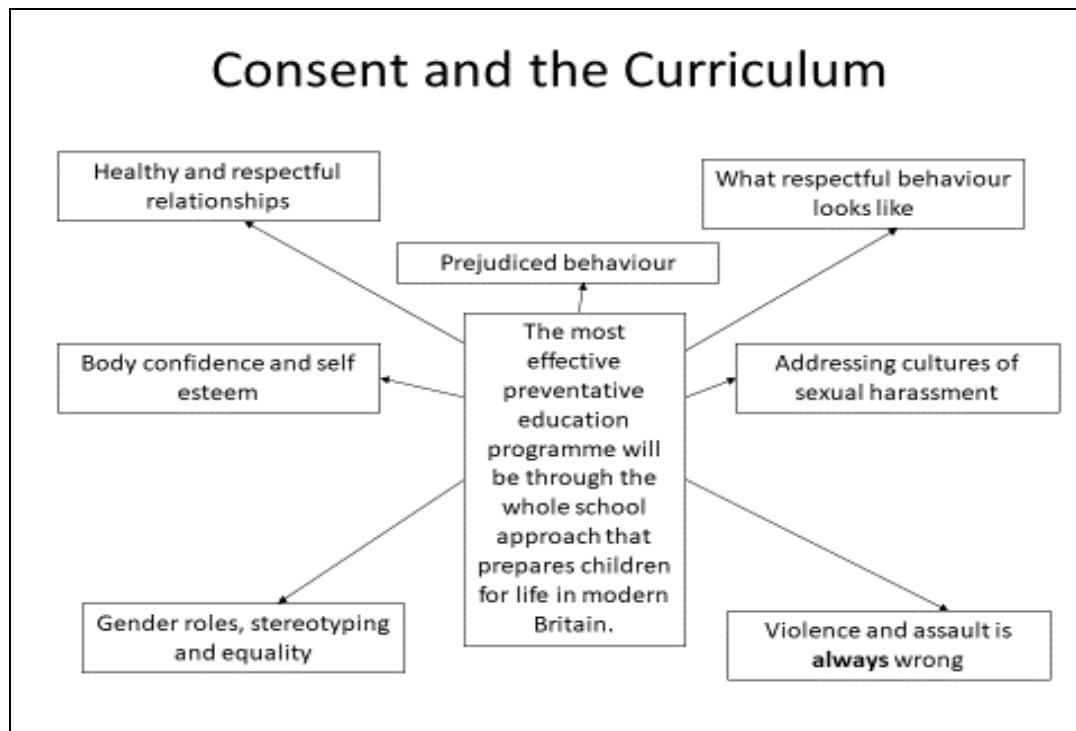 Consent and the Curriculum
Healthy and respectful
relationships
What respectful behaviour
looks like
Prejudiced behaviour
The most
effective
preventative
education
programme will
be through the
whole school
approach that
prepares children
for life in modern
Britain.
Body confidence and self
esteem
Addressing cultures of
sexual harassment
Gender roles, stereotyping
and equality
Violence and assault is
always wrong